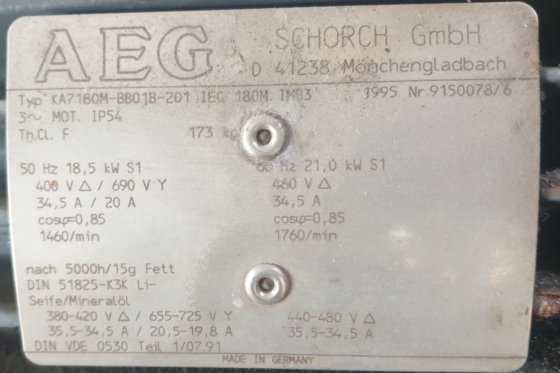 AEG SCHORCH GmbH
D 41238 Mönchengladbach
Typ KA7180M-BB01B-201 IEC 180M IMB3 1995 Nr.9150078/6
3~ MOT. IP54
Th.Cl. F 173
50 Hz 18,5 kW S1 Hz 21,0 kW S1
400 V Δ / 690 V Y 460 V Δ
34,5 A / 20 A 34,5 A
cosφ=0,85 cosφ=0,85
1460/min 1760/min
nach 5000h/15g Fett
DIN 51825-K3K Li-
Seife/Mineralöl
380-420 V Δ / 655-725 V Y 440-480 V Δ
35,5-34,5 A / 20,5-19,8 A 35,5-34,5 A
DIN VDE 0530 Teil 1/07.91
MADE IN GERMANY